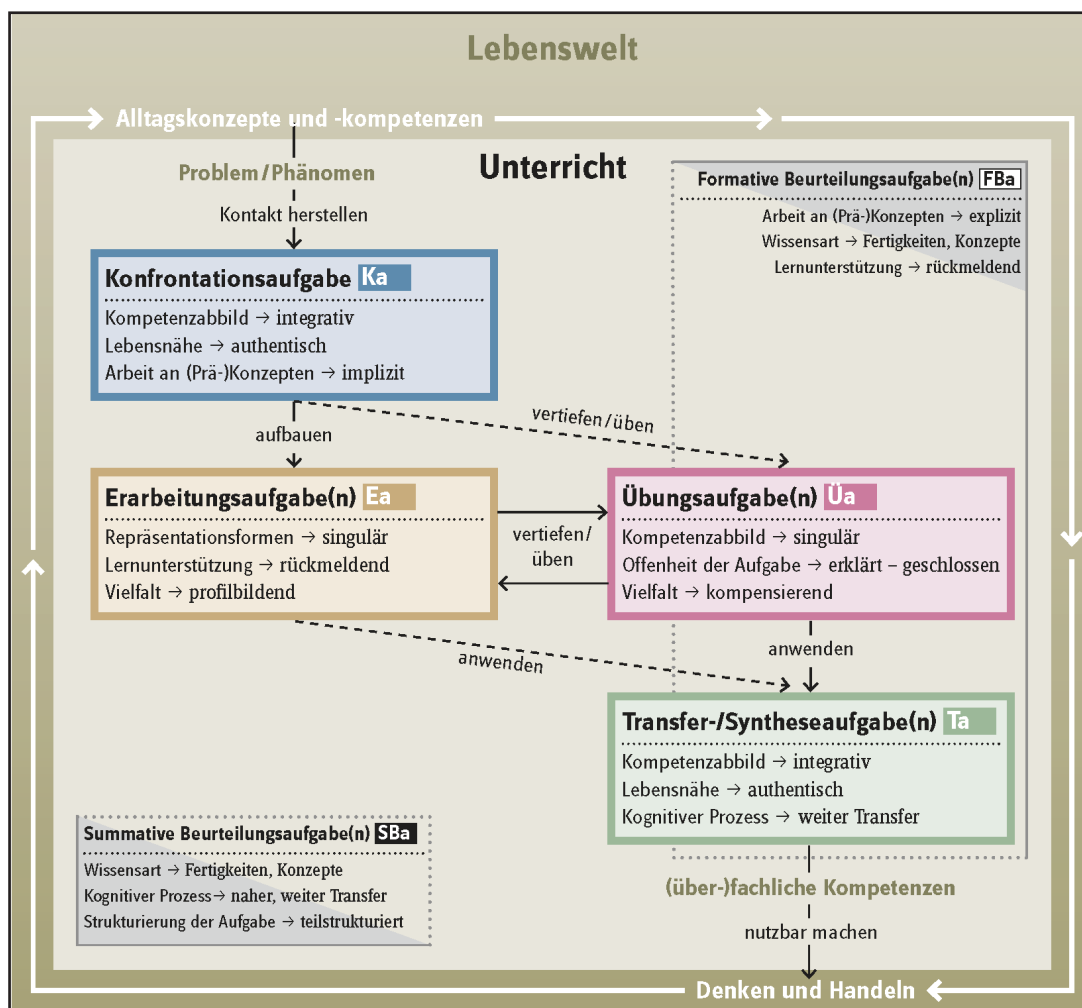 Lebenswelt
Alltagskonzepte und -kompetenzen
Problem/Phänomen
Kontakt herstellen
Unterricht
Formative Beurteilungsaufgabe(n) FBa
Arbeit an (Prä-)Konzepten → explizit
Wissensart → Fertigkeiten, Konzepte
Lernunterstützung → rückmeldend
Konfrontationsaufgabe Ka
Kompetenzabbild → integrativ
Lebensnähe → authentisch
Arbeit an (Prä-)Konzepten → implizit
aufbauen
vertiefen/üben
Erarbeitungsaufgabe(n) Ea
Repräsentationsformen → singulär
Lernunterstützung → rückmeldend
Vielfalt → profilbildend
vertiefen/
üben
Übungsaufgabe(n) Üa
Kompetenzabbild → singulär
Offenheit der Aufgabe → erklärt – geschlossen
Vielfalt → kompensierend
anwenden
anwenden
Transfer-/Syntheseaufgabe(n) Ta
Kompetenzabbild → integrativ
Lebensnähe → authentisch
Kognitiver Prozess → weiter Transfer
Summative Beurteilungsaufgabe(n) SBa
Wissensart → Fertigkeiten, Konzepte
Kognitiver Prozess → naher, weiter Transfer
Strukturierung der Aufgabe → teilstrukturiert
(über-)fachliche Kompetenzen
nutzbar machen
Denken und Handeln